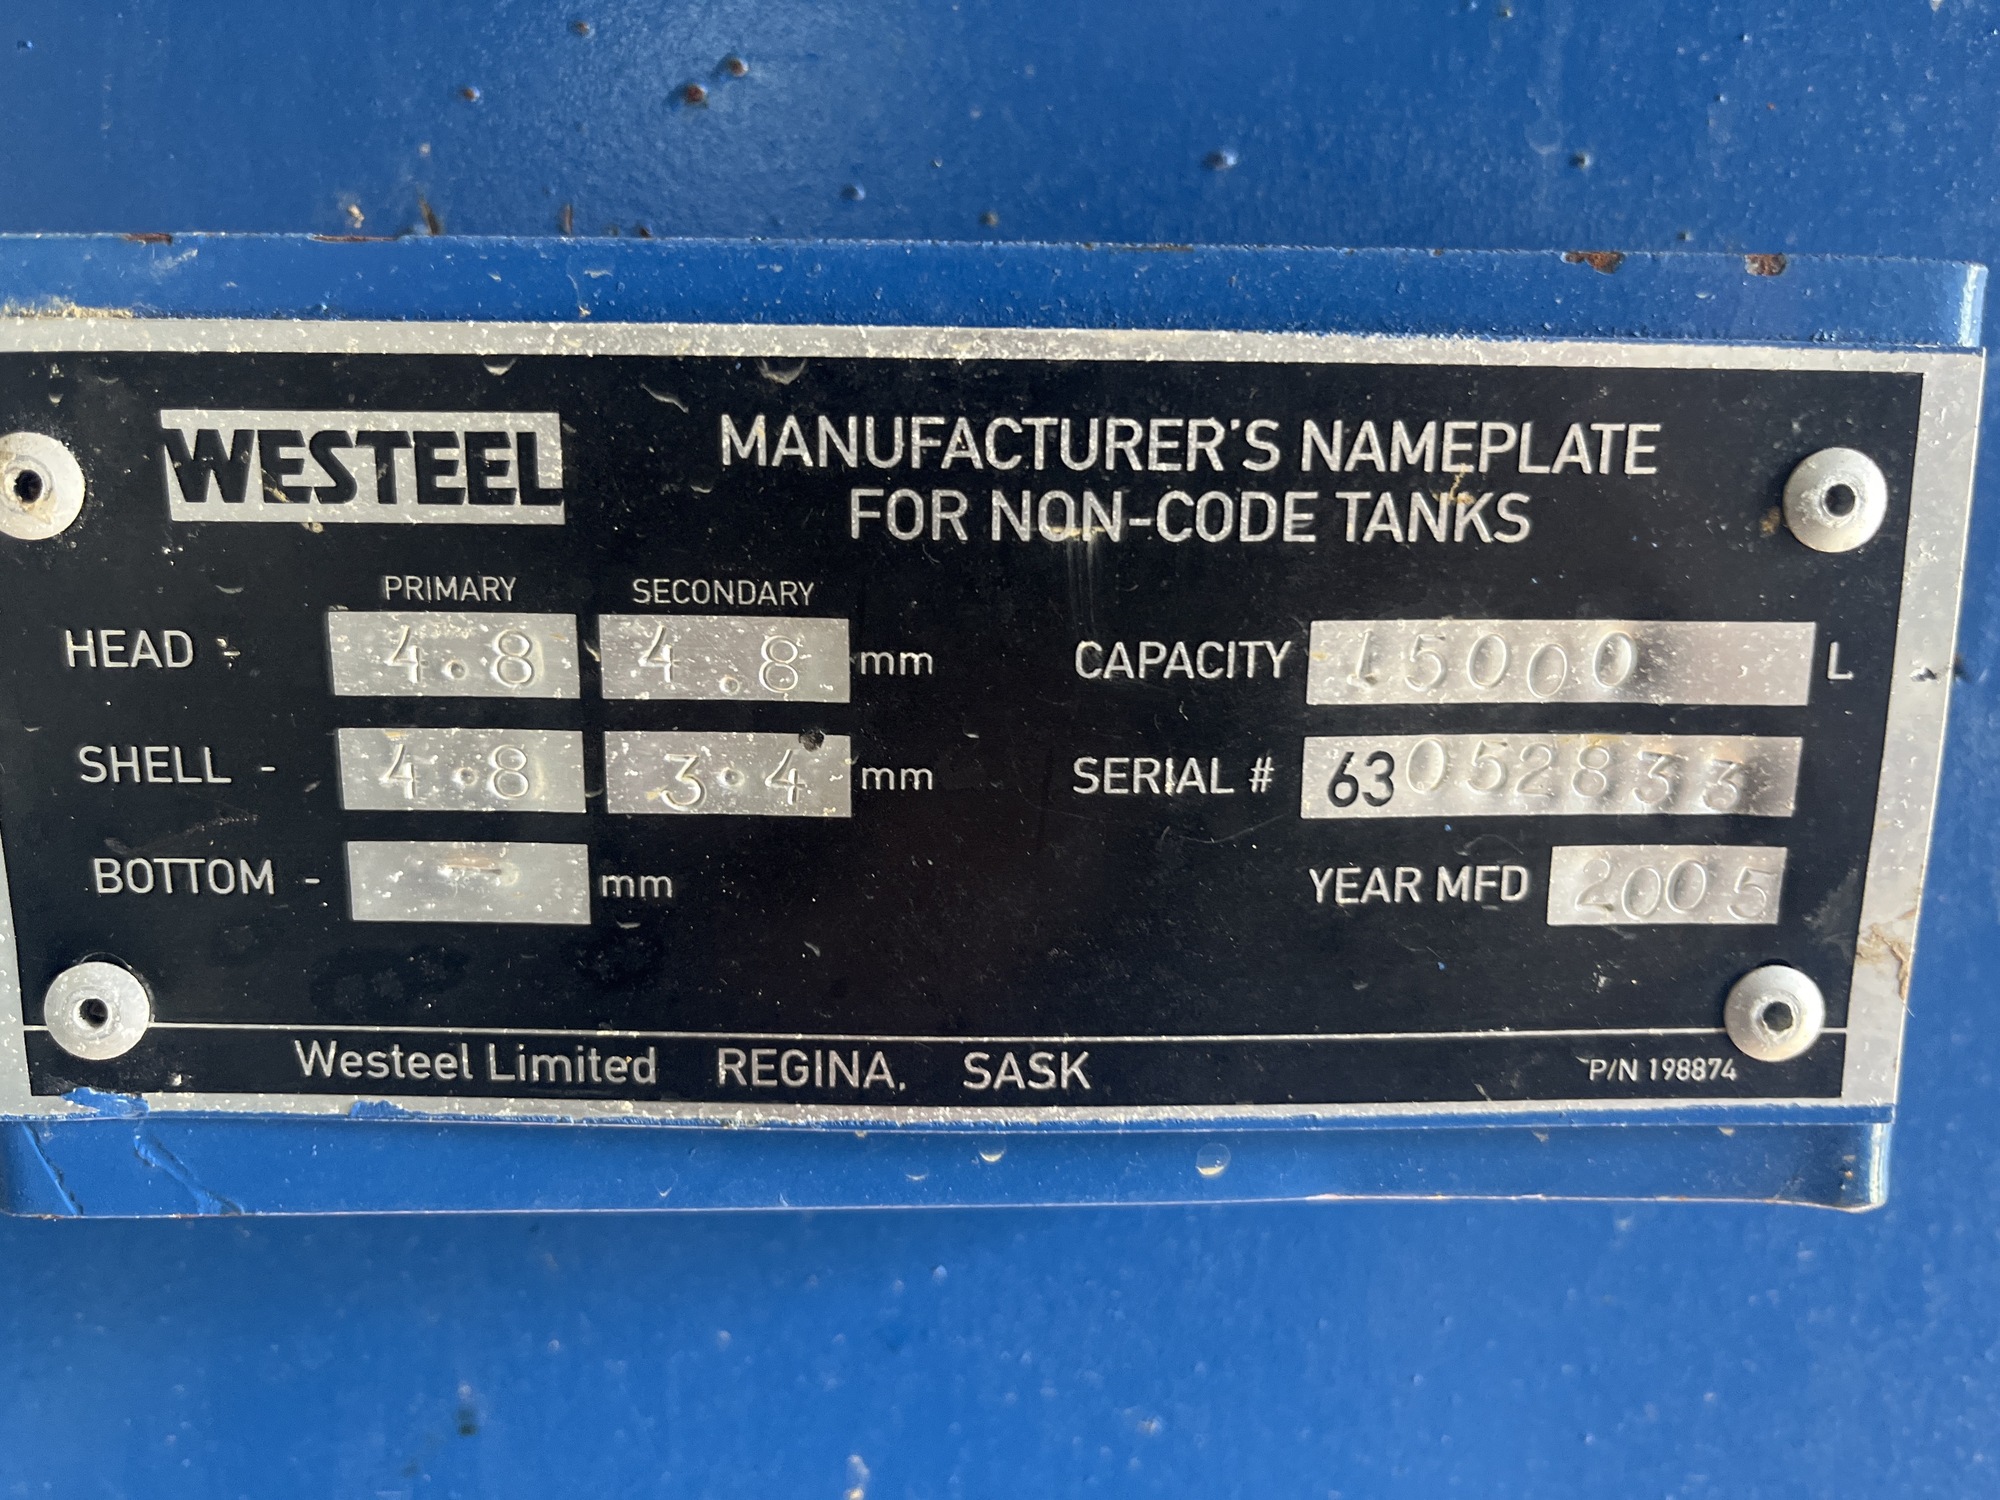 WESTEEL
MANUFACTURER'S NAMEPLATE
FOR NON-CODE TANKS
PRIMARY SECONDARY
HEAD - 4.8 4.8 mm
SHELL - 4.8 3.4 mm
BOTTOM - - mm
CAPACITY 15000 L
SERIAL # 63052833
YEAR MFD 2005
Westeel Limited REGINA, SASK
P/N 198874